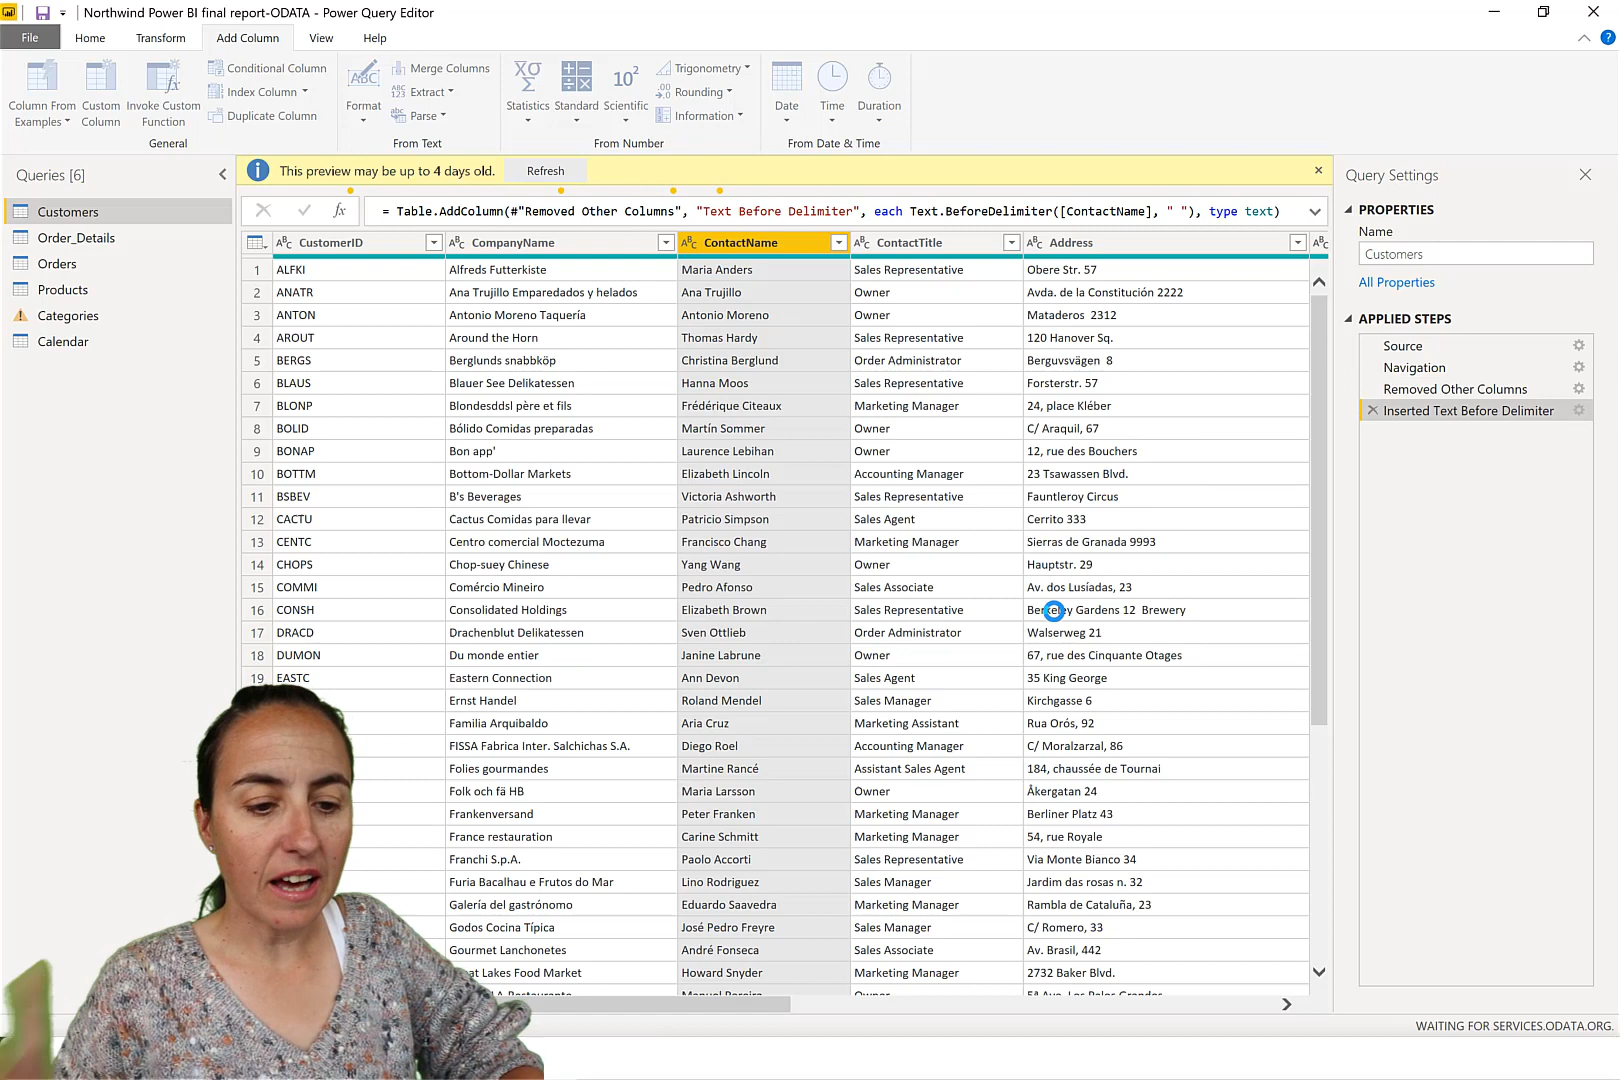 Northwind Power BI final report-ODATA - Power Query Editor
File Home Transform Add Column View Help
Column From Examples
Custom Column
Invoke Custom Function
Conditional Column
Index Column
Duplicate Column
General
Format
Merge Columns
Extract
Parse
From Text
Statistics
Standard
Scientific
Trigonometry
Rounding
Information
From Number
Date
Time
Duration
From Date & Time
Queries [6]
Customers
Order_Details
Orders
Products
Categories
Calendar
This preview may be up to 4 days old. Refresh
= Table.AddColumn(#"Removed Other Columns", "Text Before Delimiter", each Text.BeforeDelimiter([ContactName], " "), type text)
CustomerID CompanyName ContactName ContactTitle Address
1 ALFKI Alfreds Futterkiste Maria Anders Sales Representative Obere Str. 57
2 ANATR Ana Trujillo Emparedados y helados Ana Trujillo Owner Avda. de la Constitución 2222
3 ANTON Antonio Moreno Taquería Antonio Moreno Owner Mataderos 2312
4 AROUT Around the Horn Thomas Hardy Sales Representative 120 Hanover Sq.
5 BERGS Berglunds snabbköp Christina Berglund Order Administrator Berguvsvägen 8
6 BLAUS Blauer See Delikatessen Hanna Moos Sales Representative Forsterstr. 57
7 BLONP Blondesddsl père et fils Frédérique Citeaux Marketing Manager 24, place Kléber
8 BOLID Bólido Comidas preparadas Martín Sommer Owner C/ Araquil, 67
9 BONAP Bon app' Laurence Lebihan Owner 12, rue des Bouchers
10 BOTTM Bottom-Dollar Markets Elizabeth Lincoln Accounting Manager 23 Tsawassen Blvd.
11 BSBEV B's Beverages Victoria Ashworth Sales Representative Fauntleroy Circus
12 CACTU Cactus Comidas para llevar Patricio Simpson Sales Agent Cerrito 333
13 CENTC Centro comercial Moctezuma Francisco Chang Marketing Manager Sierras de Granada 9993
14 CHOPS Chop-suey Chinese Yang Wang Owner Hauptstr. 29
15 COMMI Comércio Mineiro Pedro Afonso Sales Associate Av. dos Lusíadas, 23
16 CONSH Consolidated Holdings Elizabeth Brown Sales Representative Berkeley Gardens 12 Brewery
17 DRACD Drachenblut Delikatessen Sven Ottlieb Order Administrator Walserweg 21
18 DUMON Du monde entier Janine Labrune Owner 67, rue des Cinquante Otages
19 EASTC Eastern Connection Ann Devon Sales Agent 35 King George
Ernst Handel Roland Mendel Sales Manager Kirchgasse 6
Familia Arquibaldo Aria Cruz Marketing Assistant Rua Orós, 92
FISSA Fabrica Inter. Salchichas S.A. Diego Roel Accounting Manager C/ Moralzarzal, 86
Folies gourmandes Martine Rancé Assistant Sales Agent 184, chaussée de Tournai
Folk och fä HB Maria Larsson Owner Åkergatan 24
Frankenversand Peter Franken Marketing Manager Berliner Platz 43
France restauration Carine Schmitt Marketing Manager 54, rue Royale
Franchi S.p.A. Paolo Accorti Sales Representative Via Monte Bianco 34
Furia Bacalhau e Frutos do Mar Lino Rodriguez Sales Manager Jardim das rosas n. 32
Galería del gastrónomo Eduardo Saavedra Marketing Manager Rambla de Cataluña, 23
Godos Cocina Típica José Pedro Freyre Sales Manager C/ Romero, 33
Gourmet Lanchonetes André Fonseca Sales Associate Av. Brasil, 442
Lakes Food Market Howard Snyder Marketing Manager 2732 Baker Blvd.
Query Settings
PROPERTIES
Name
Customers
All Properties
APPLIED STEPS
Source
Navigation
Removed Other Columns
Inserted Text Before Delimiter
WAITING FOR SERVICES.ODATA.ORG.